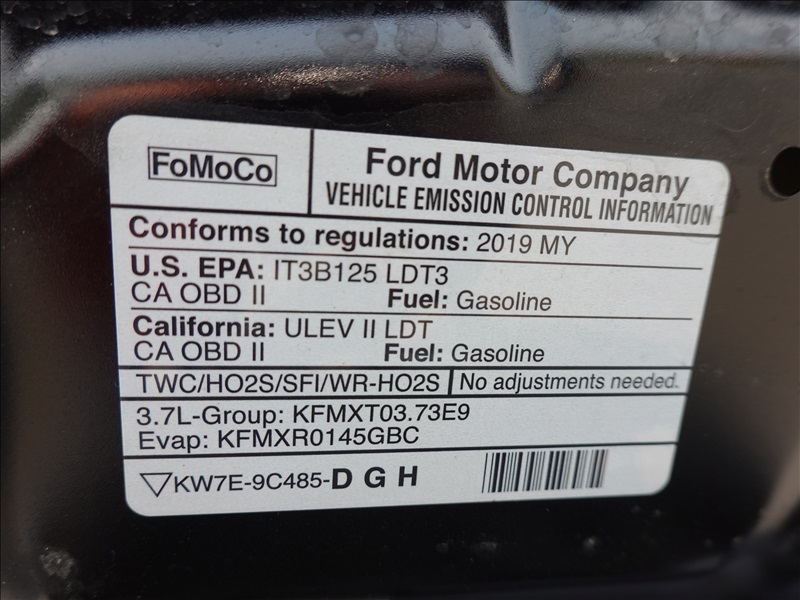 FoMoCo
Ford Motor Company
VEHICLE EMISSION CONTROL INFORMATION
Conforms to regulations: 2019 MY
U.S. EPA: IT3B125 LDT3
CA OBD II Fuel: Gasoline
California: ULEV II LDT
CA OBD II Fuel: Gasoline
TWC/HO2S/SFI/WR-HO2S No adjustments needed.
3.7L-Group: KFMXT03.73E9
Evap: KFMXR0145GBC
KW7E-9C485-D G H